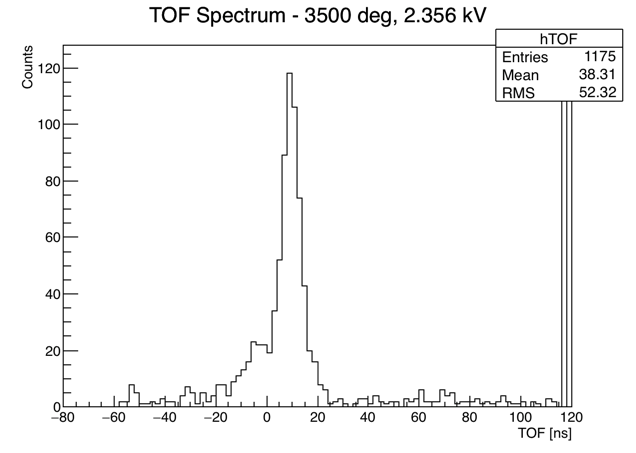 TOF Spectrum - 3500 deg, 2.356 kV
hTOF
Entries 1175
Mean 38.31
RMS 52.32
Counts
120
100
80
60
40
20
0
−80 −60 −40 −20 0 20 40 60 80 100 120
TOF [ns]